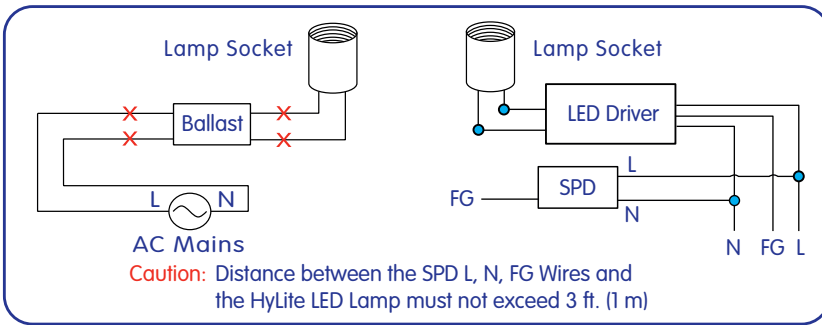 Lamp Socket
Ballast
L N
AC Mains
Lamp Socket
LED Driver
L
SPD
FG
N
N FG L
Caution: Distance between the SPD L, N, FG Wires and
the HyLite LED Lamp must not exceed 3 ft. (1 m)